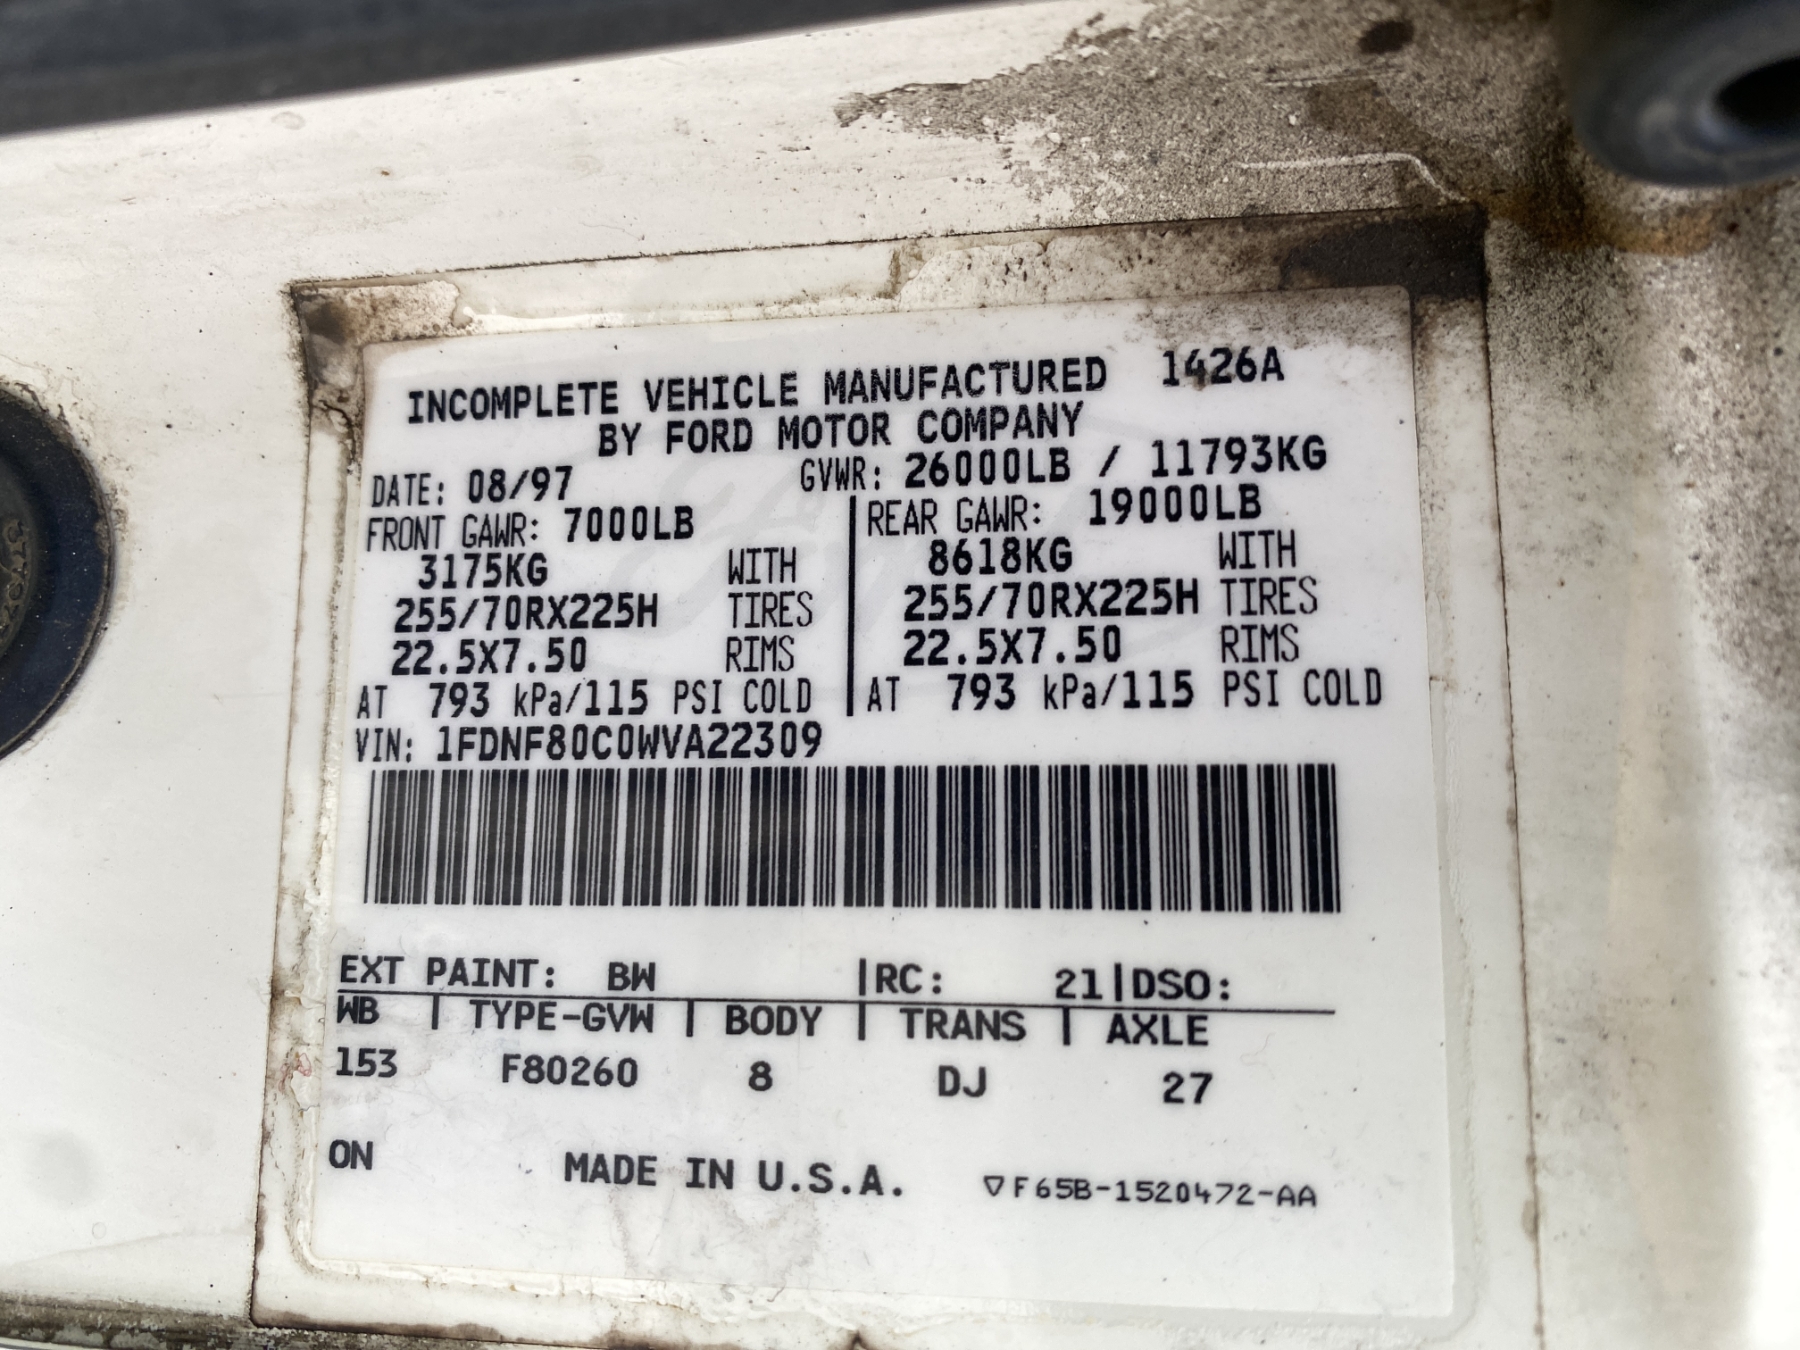 INCOMPLETE VEHICLE MANUFACTURED 1426A
BY FORD MOTOR COMPANY
DATE: 08/97 GVWR: 26000LB / 11793KG
FRONT GAWR: 7000LB REAR GAWR: 19000LB
3175KG WITH 8618KG WITH
255/70RX225H TIRES 255/70RX225H TIRES
22.5X7.50 RIMS 22.5X7.50 RIMS
AT 793 kPa/115 PSI COLD AT 793 kPa/115 PSI COLD
VIN: 1FDNF80C0WVA22309
EXT PAINT: BW |RC: 21|DSO:
WB | TYPE-GVW | BODY | TRANS | AXLE
153 F80260 8 DJ 27
ON MADE IN U.S.A. ▽F65B-1520472-AA